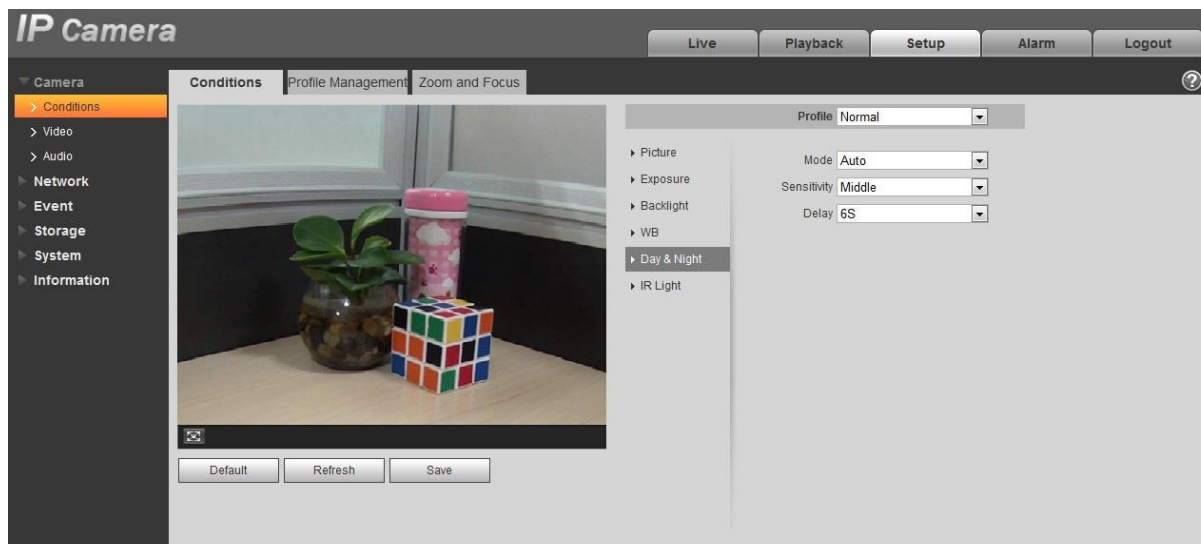 IP Camera
Live
Playback
Setup
Alarm
Logout
Camera
Conditions
Video
Audio
Network
Event
Storage
System
Information
Conditions
Profile Management
Zoom and Focus
?
Default
Refresh
Save
Profile Normal
Picture
Exposure
Backlight
WB
Day & Night
IR Light
Mode Auto
Sensitivity Middle
Delay 6S